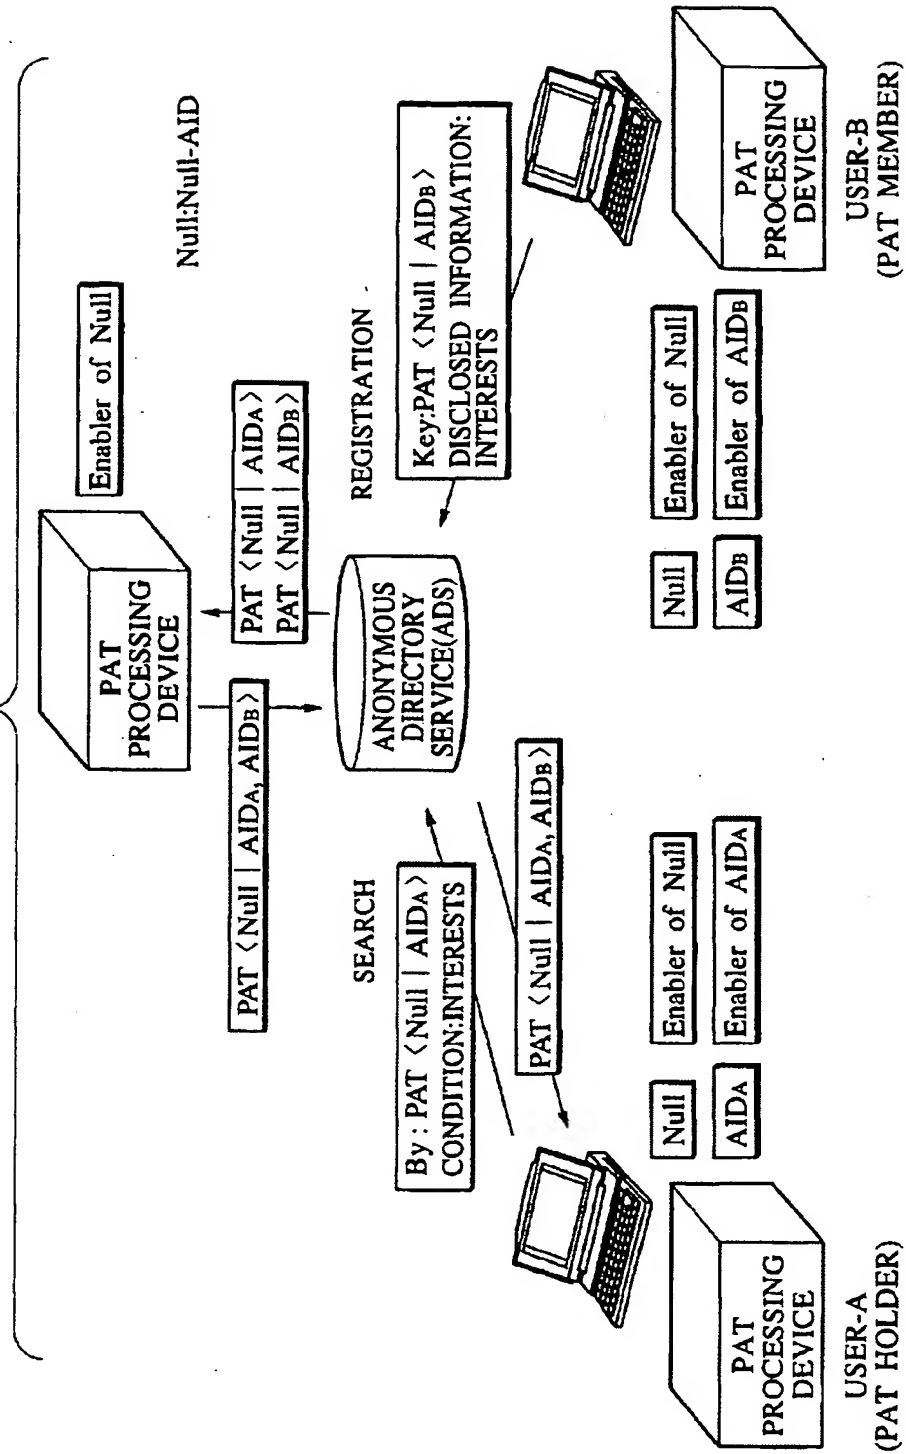 Null:Null-AID
Enabler of Null
PAT
PROCESSING
DEVICE
PAT <Null | AIDA>
PAT <Null | AIDB>
PAT <Null | AIDA, AIDB>
ANONYMOUS
DIRECTORY
SERVICE(ADS)
SEARCH
By : PAT <Null | AIDA>
CONDITION:INTERESTS
PAT <Null | AIDA, AIDB>
REGISTRATION
Key:PAT <Null | AIDB>
DISCLOSED INFORMATION:
INTERESTS
Null
Enabler of Null
AIDA
Enabler of AIDA
PAT
PROCESSING
DEVICE
USER-A
(PAT HOLDER)
Null
Enabler of Null
AIDB
Enabler of AIDB
PAT
PROCESSING
DEVICE
USER-B
(PAT MEMBER)